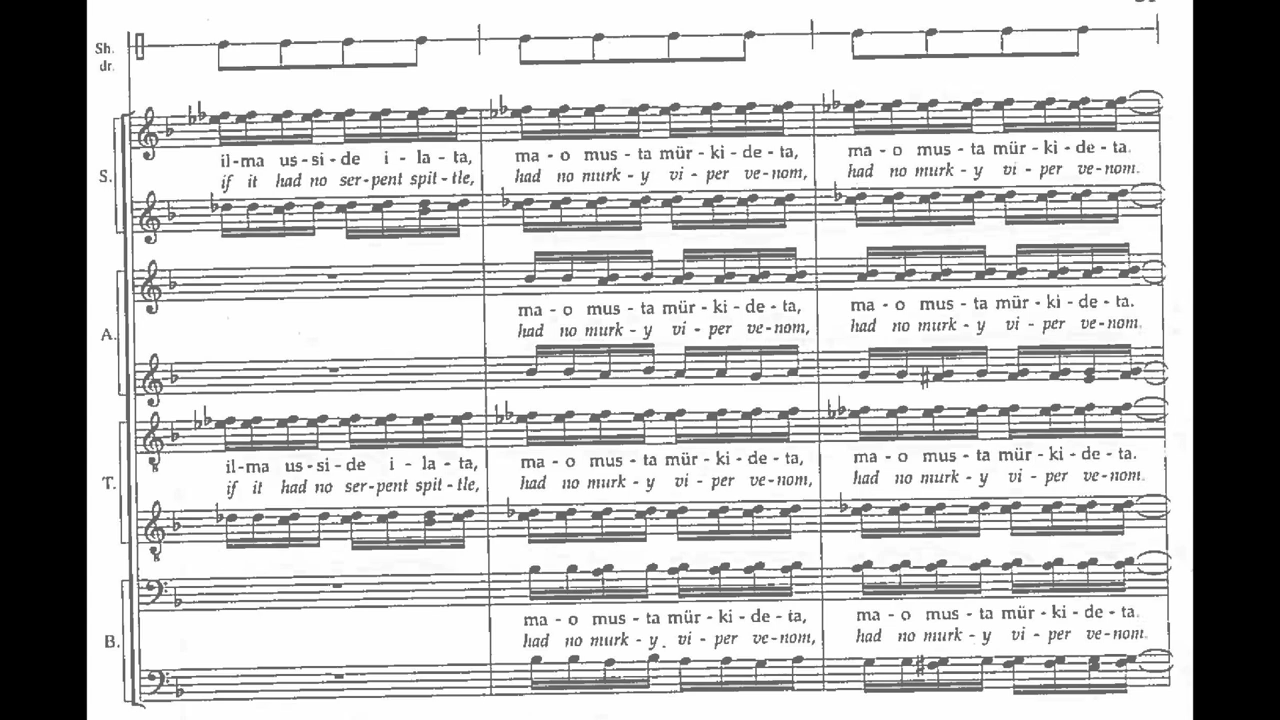 Sh.
dr.
S.
il-ma us-si-de i-la-ta, ma-o mus-ta mür-ki-de-ta, ma-o mus-ta mür-ki-de-ta.
if it had no ser-pent spit-tle, had no murk-y vi-per ve-nom, had no murk-y vi-per ve-nom.
A.
ma-o mus-ta mür-ki-de-ta, ma-o mus-ta mür-ki-de-ta.
had no murk-y vi-per ve-nom, had no murk-y vi-per ve-nom.
T.
il-ma us-si-de i-la-ta, ma-o mus-ta mür-ki-de-ta, ma-o mus-ta mür-ki-de-ta.
if it had no ser-pent spit-tle, had no murk-y vi-per ve-nom, had no murk-y vi-per ve-nom.
B.
ma-o mus-ta mür-ki-de-ta, ma-o mus-ta mür-ki-de-ta.
had no murk-y vi-per ve-nom, had no murk-y vi-per ve-nom.